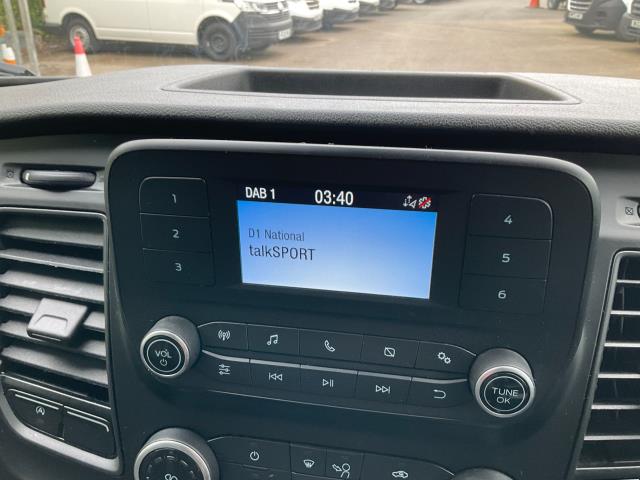 DAB 1 03:40
D1 National
talkSPORT
1
2
3
4
5
6
VOL
TUNE
OK
A